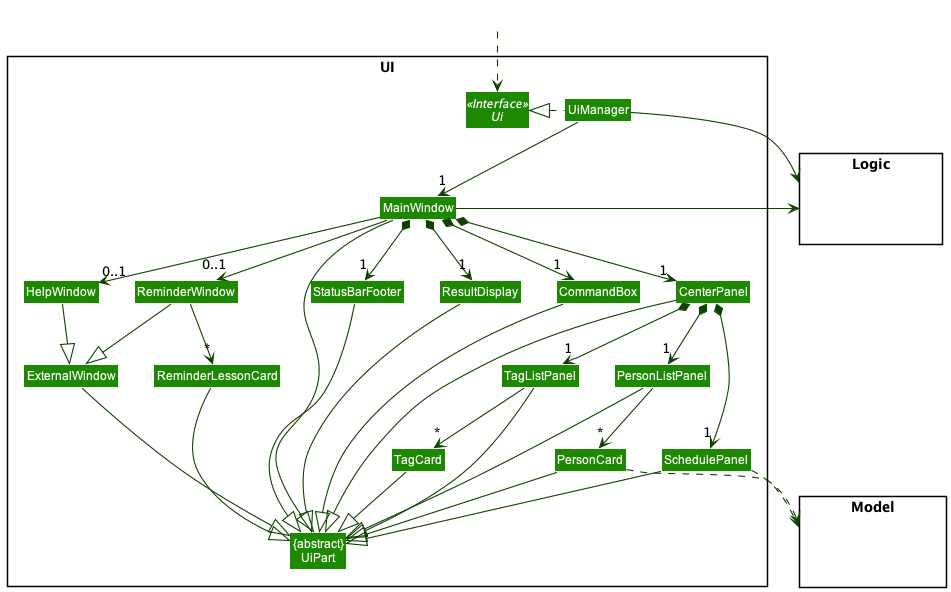 UI
«Interface»
Ui
UiManager
Logic
1
MainWindow
0..1
0..1
1
1
1
1
HelpWindow
ReminderWindow
StatusBarFooter
ResultDisplay
CommandBox
CenterPanel
*
1
1
ExternalWindow
ReminderLessonCard
TagListPanel
PersonListPanel
*
*
1
TagCard
PersonCard
SchedulePanel
Model
{abstract}
UiPart